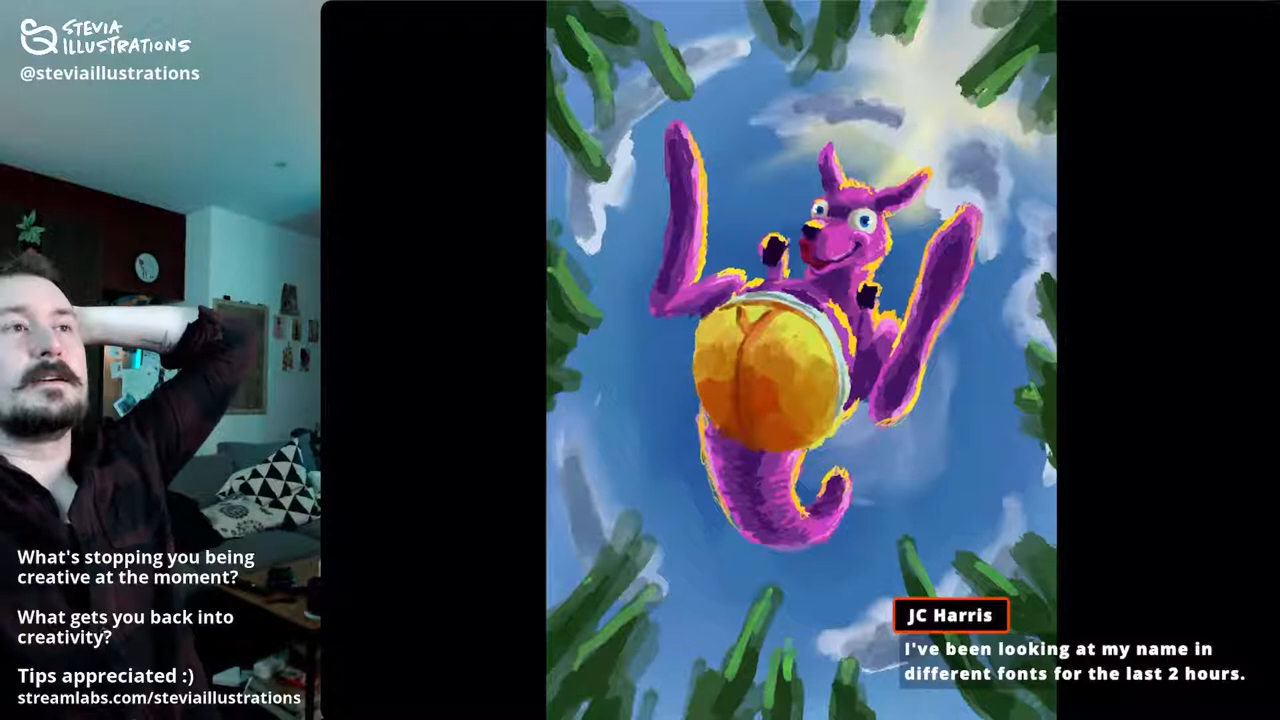 STEVIA
ILLUSTRATIONS
@steviaillustrations
What's stopping you being
creative at the moment?
What gets you back into
creativity?
Tips appreciated :)
streamlabs.com/steviaillustrations
JC Harris
I've been looking at my name in
different fonts for the last 2 hours.